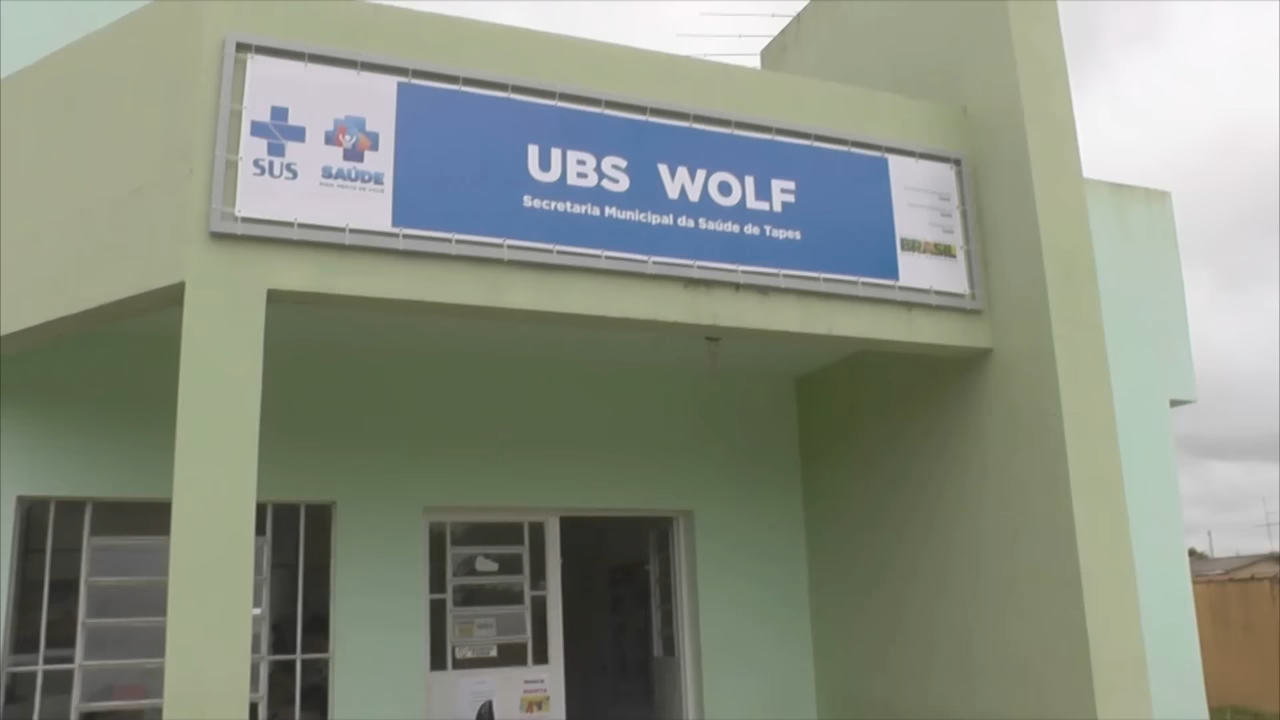 SUS
SAÚDE
UBS WOLF
Secretaria Municipal da Saúde de Tapes
BRASIL